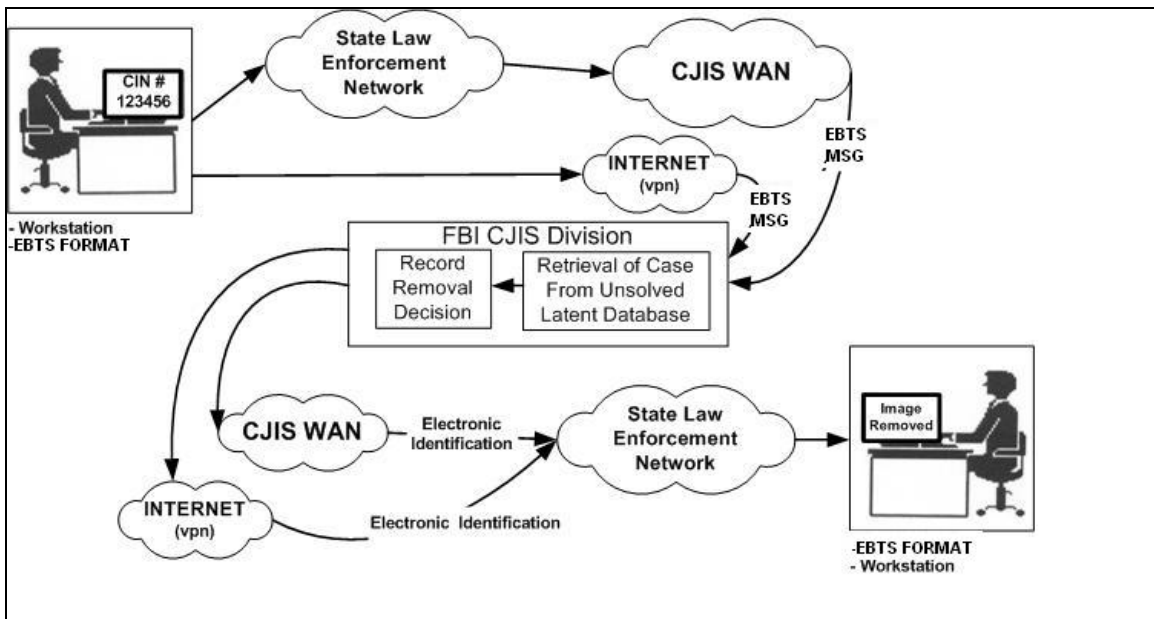 State Law
Enforcement
Network
CJIS WAN
CIN #
123456
EBTS
MSG
INTERNET
(vpn)
EBTS
MSG
- Workstation
-EBTS FORMAT
FBI CJIS Division
Record
Removal
Decision
Retrieval of Case
From Unsolved
Latent Database
CJIS WAN
Electronic
Identification
State Law
Enforcement
Network
Image
Removed
INTERNET
(vpn)
Electronic Identification
-EBTS FORMAT
- Workstation